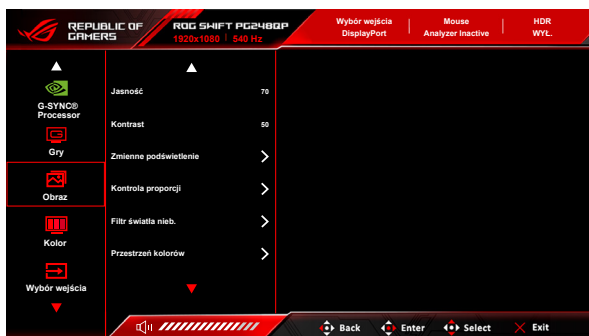 REPUBLIC OF
GAMERS
ROG SWIFT PG248QP
1920x1080 | 540 Hz
Wybór wejścia
DisplayPort
Mouse
Analyzer Inactive
HDR
WYŁ.
G-SYNC®
Processor
Gry
Obraz
Kolor
Wybór wejścia
Jasność 70
Kontrast 50
Zmienne podświetlenie
Kontrola proporcji
Filtr światła nieb.
Przestrzeń kolorów
Back Enter Select Exit